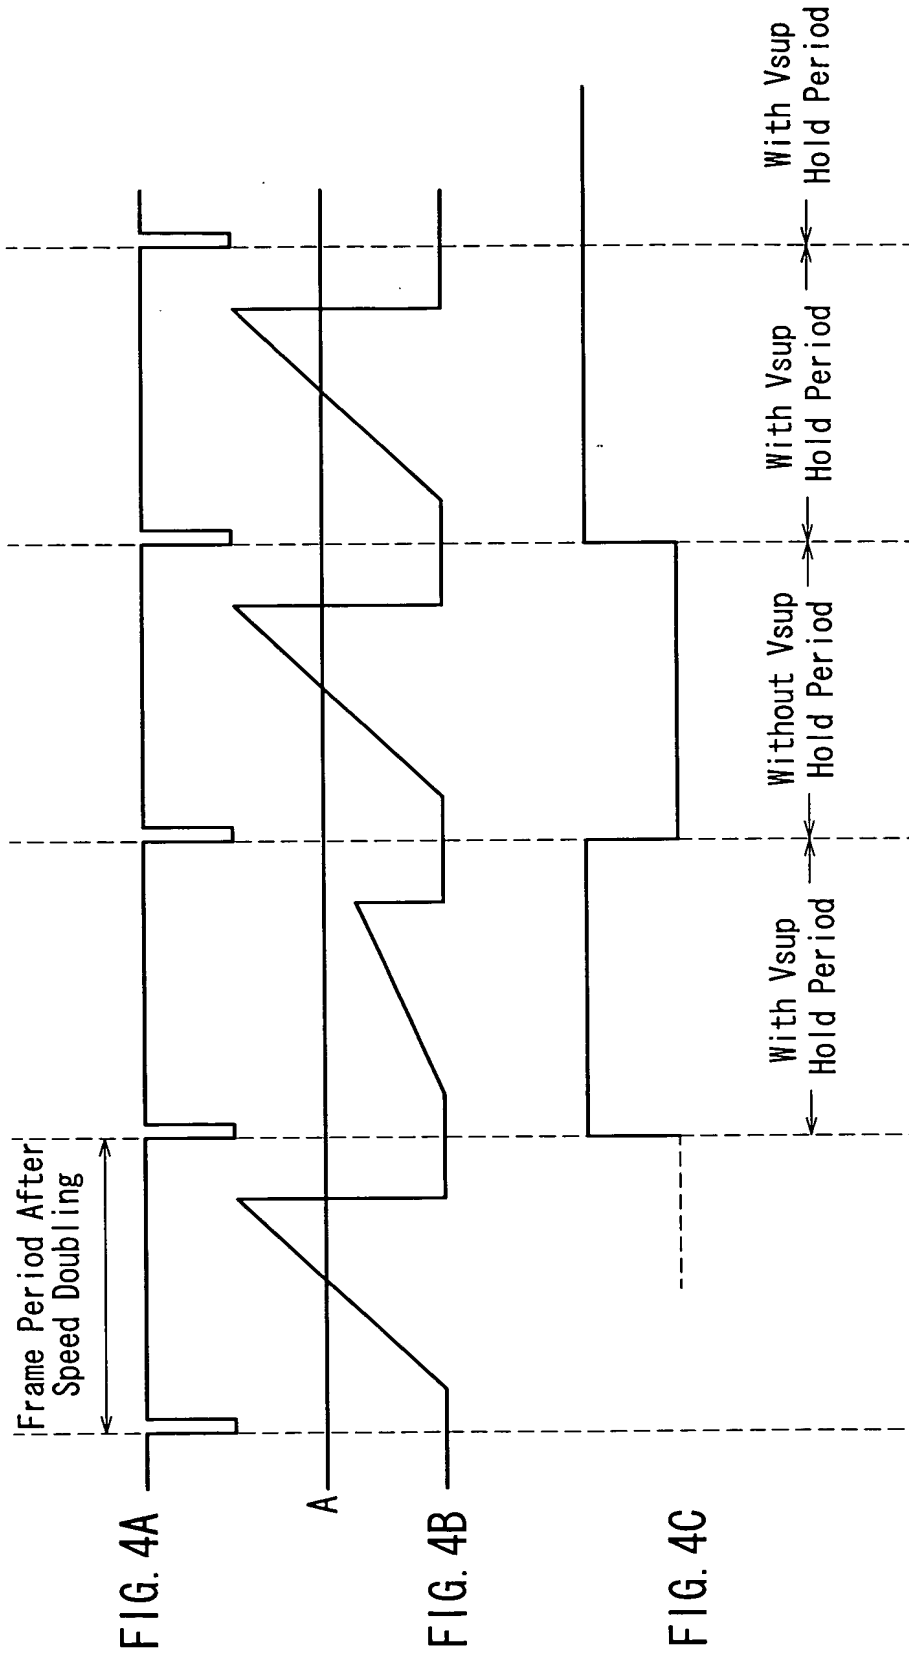 Frame Period After
Speed Doubling
FIG. 4A
A
FIG. 4B
FIG. 4C
With Vsup
Hold Period
Without Vsup
Hold Period
With Vsup
Hold Period
With Vsup
Hold Period